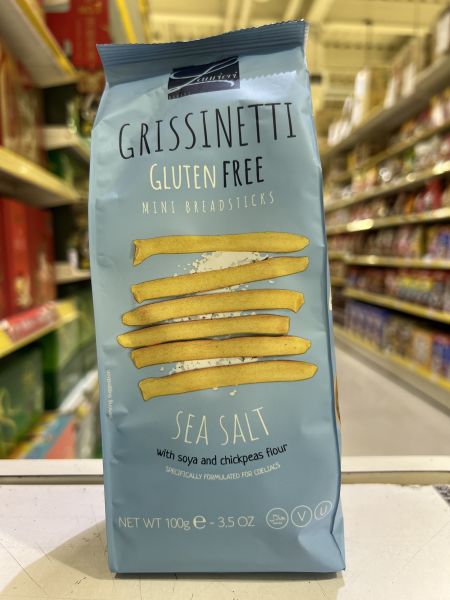 GRISSINETTI
GLUTEN FREE
MINI BREADSTICKS
SEA SALT
with soya and chickpeas flour
SPECIFICALLY FORMULATED FOR COELIACS
NET WT 100g e - 3.5 OZ
V U